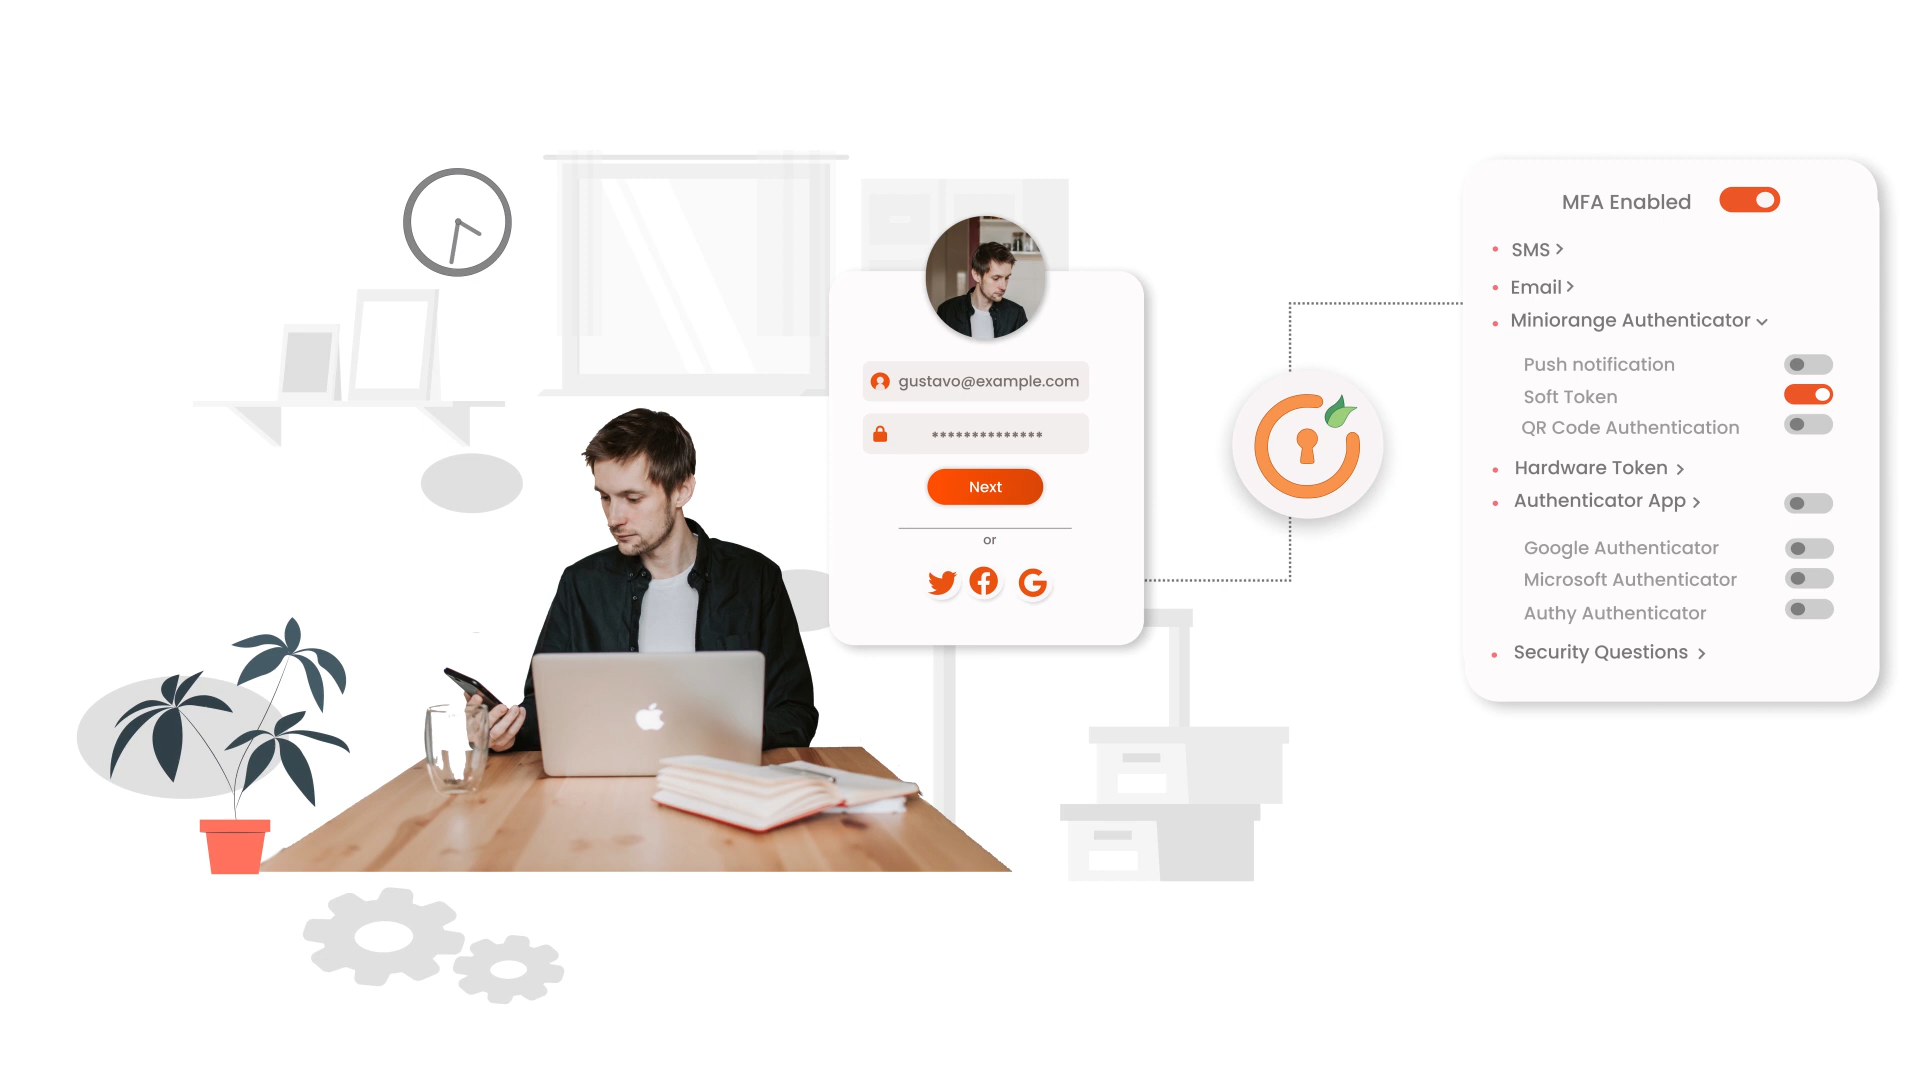 gustavo@example.com
**************
Next
or
MFA Enabled
SMS >
Email >
Miniorange Authenticator
Push notification
Soft Token
QR Code Authentication
Hardware Token >
Authenticator App >
Google Authenticator
Microsoft Authenticator
Authy Authenticator
Security Questions >